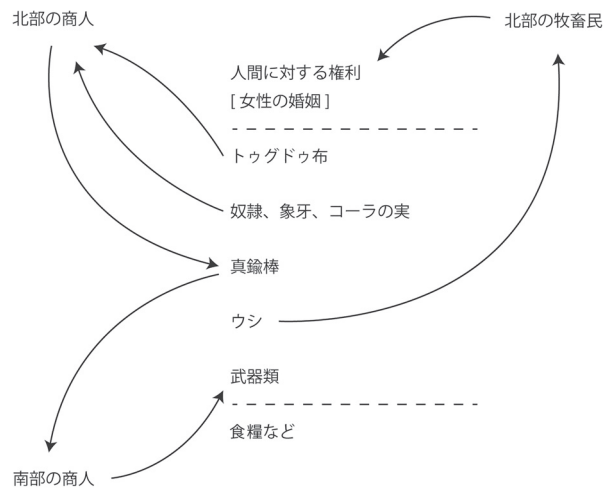 北部の商人
北部の牧畜民
人間に対する権利
[ 女性の婚姻 ]
トゥグドゥ布
奴隷、象牙、コーラの実
真鍮棒
ウシ
武器類
食糧など
南部の商人